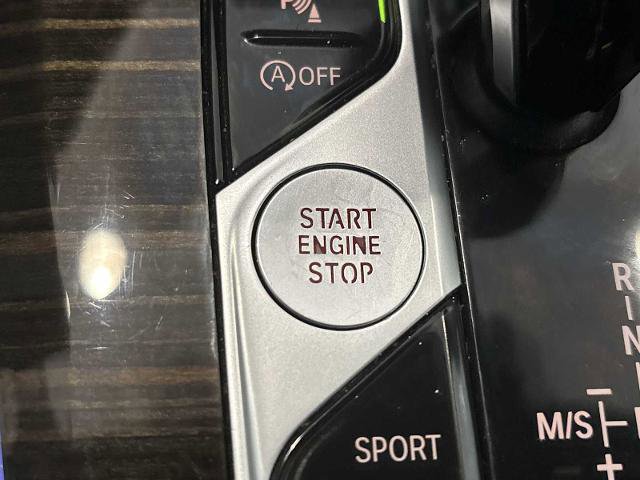 P
A OFF
START
ENGINE
STOP
SPORT
R
N
−
M/S
+